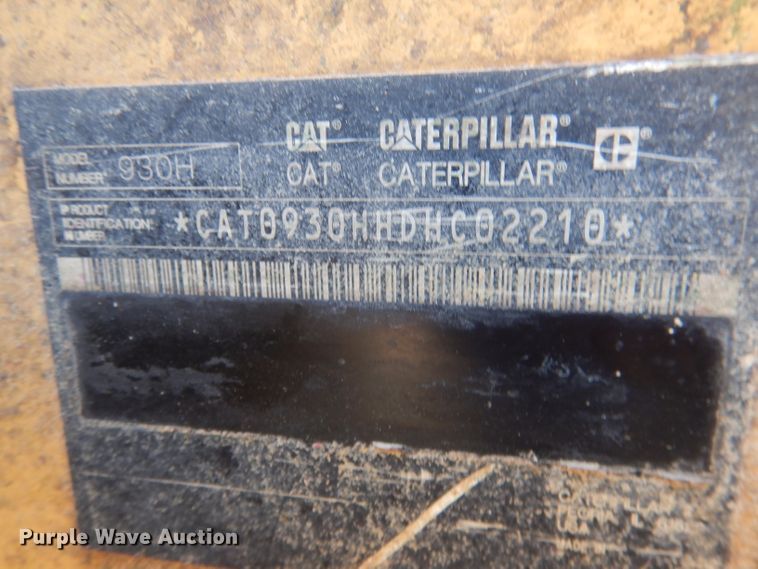 CAT® CATERPILLAR® ®
MODEL NUMBER 930H CAT® CATERPILLAR®
PRODUCT
IDENTIFICATION
NUMBER *CAT0930HHDHC02210*
Purple Wave Auction